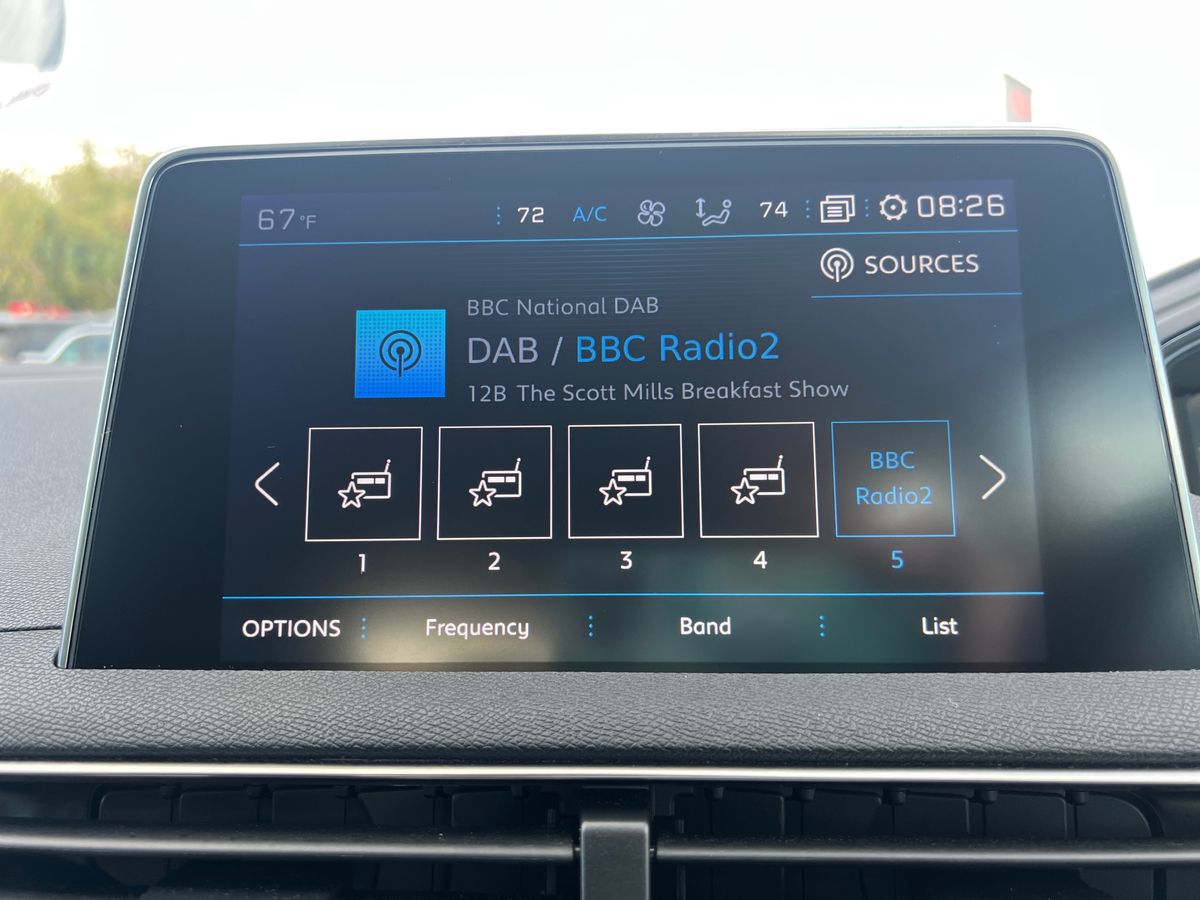 67°F 72 A/C 74 08:26
SOURCES
BBC National DAB
DAB / BBC Radio2
12B The Scott Mills Breakfast Show
BBC
Radio2
1 2 3 4 5
OPTIONS Frequency Band List